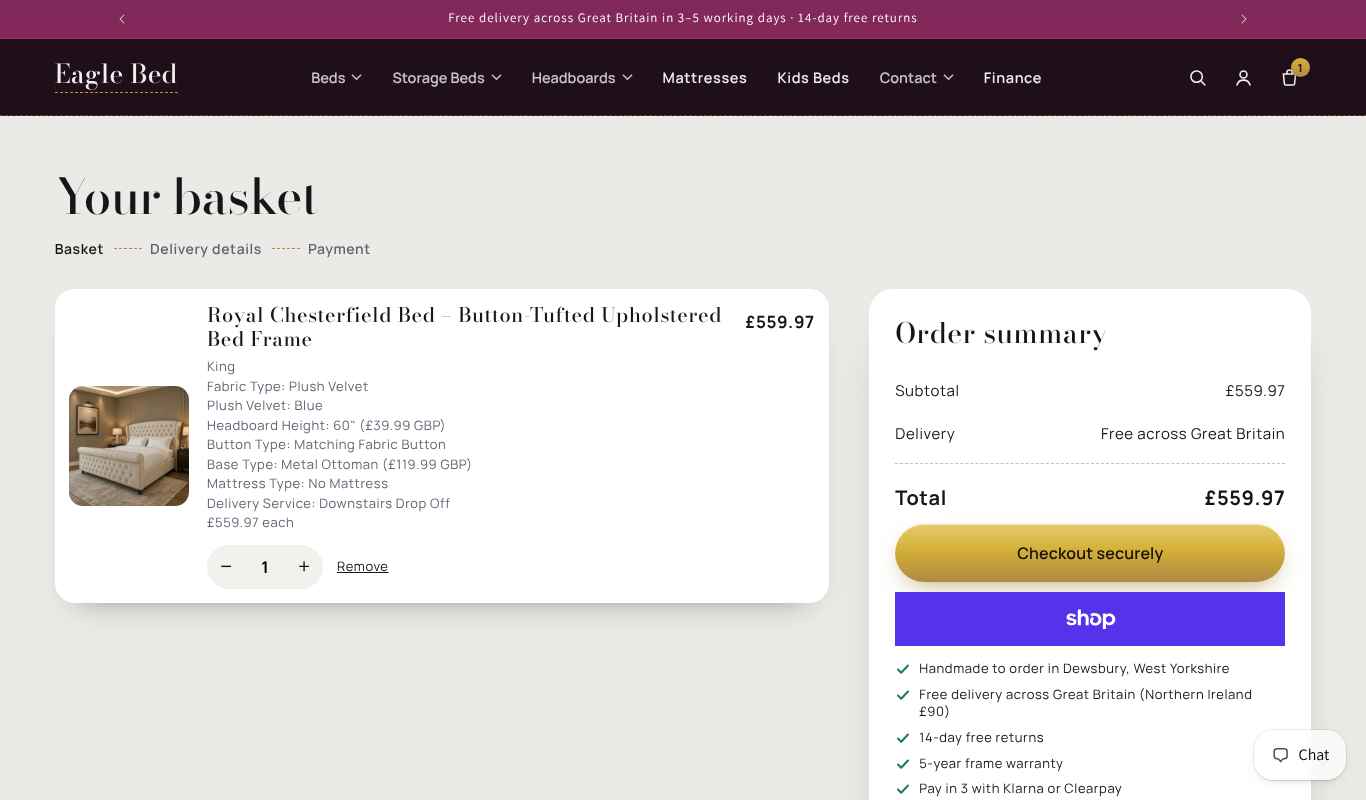 Free delivery across Great Britain in 3–5 working days · 14-day free returns
Eagle Bed
Beds
Storage Beds
Headboards
Mattresses
Kids Beds
Contact
Finance
1
Your basket
Basket
Delivery details
Payment
Royal Chesterfield Bed – Button-Tufted Upholstered
Bed Frame
£559.97
King
Fabric Type: Plush Velvet
Plush Velvet: Blue
Headboard Height: 60" (£39.99 GBP)
Button Type: Matching Fabric Button
Base Type: Metal Ottoman (£119.99 GBP)
Mattress Type: No Mattress
Delivery Service: Downstairs Drop Off
£559.97 each
− 1 +
Remove
Order summary
Subtotal £559.97
Delivery Free across Great Britain
Total £559.97
Checkout securely
shop
Handmade to order in Dewsbury, West Yorkshire
Free delivery across Great Britain (Northern Ireland
£90)
14-day free returns
5-year frame warranty
Pay in 3 with Klarna or Clearpay
Chat